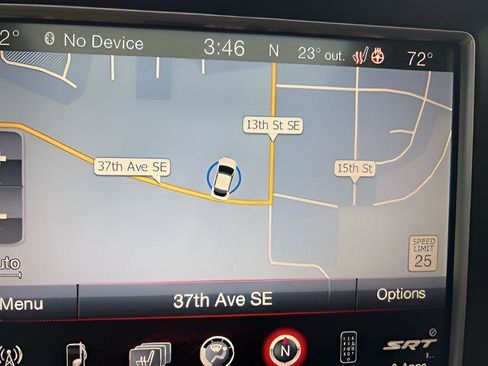 2° No Device 3:46 N 23° out. 72°
13th St SE
37th Ave SE
15th St
SPEED
LIMIT
25
uto
Menu 37th Ave SE Options
N SRT
Apps